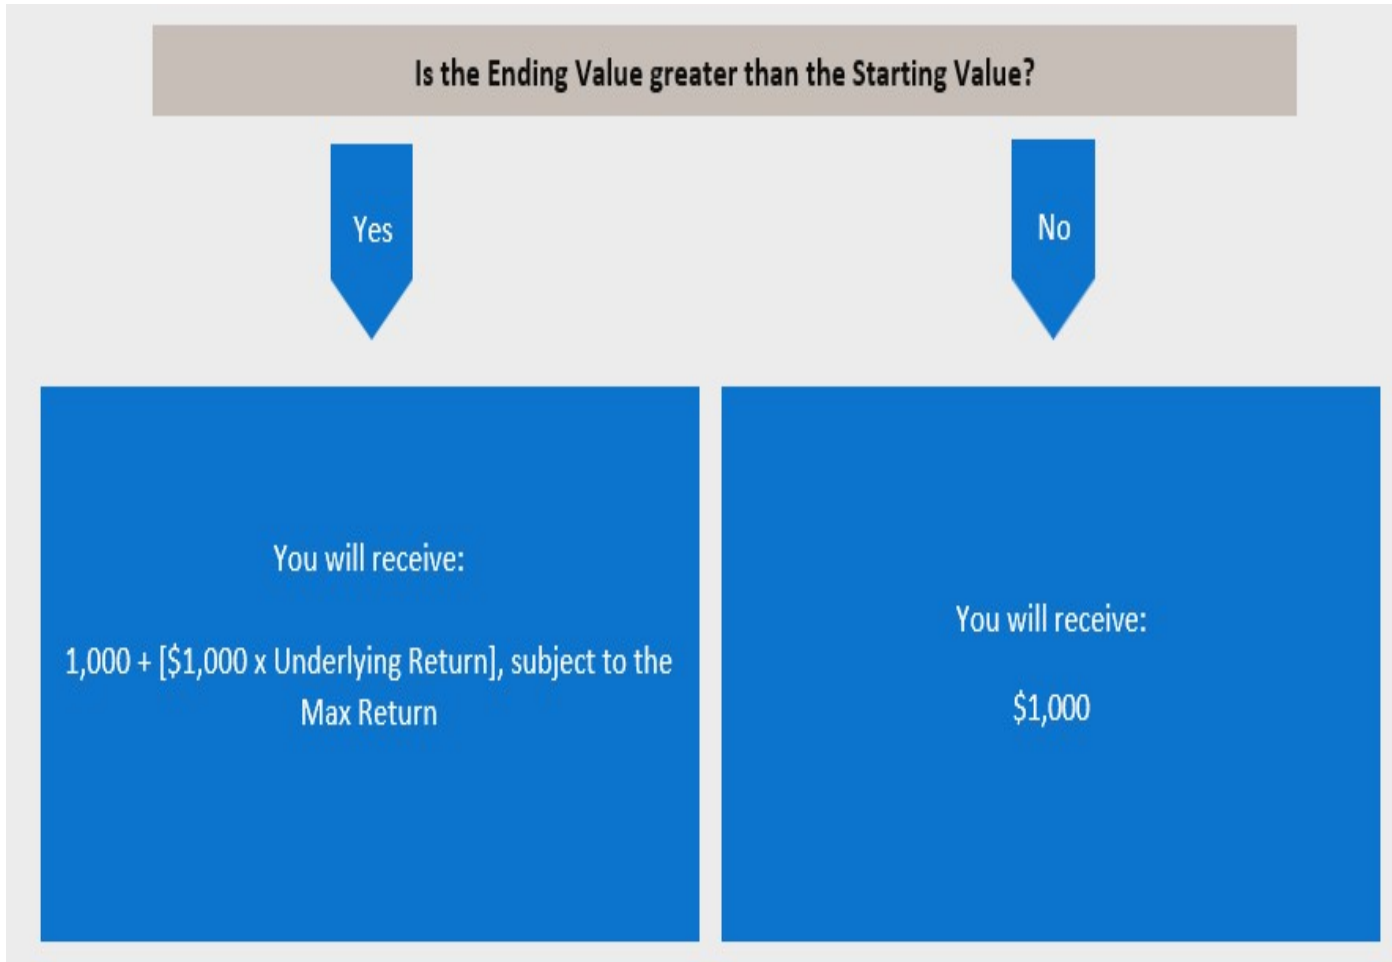 Is the Ending Value greater than the Starting Value?
Yes
No
You will receive:
1,000 + [$1,000 x Underlying Return], subject to the
Max Return
You will receive:
$1,000